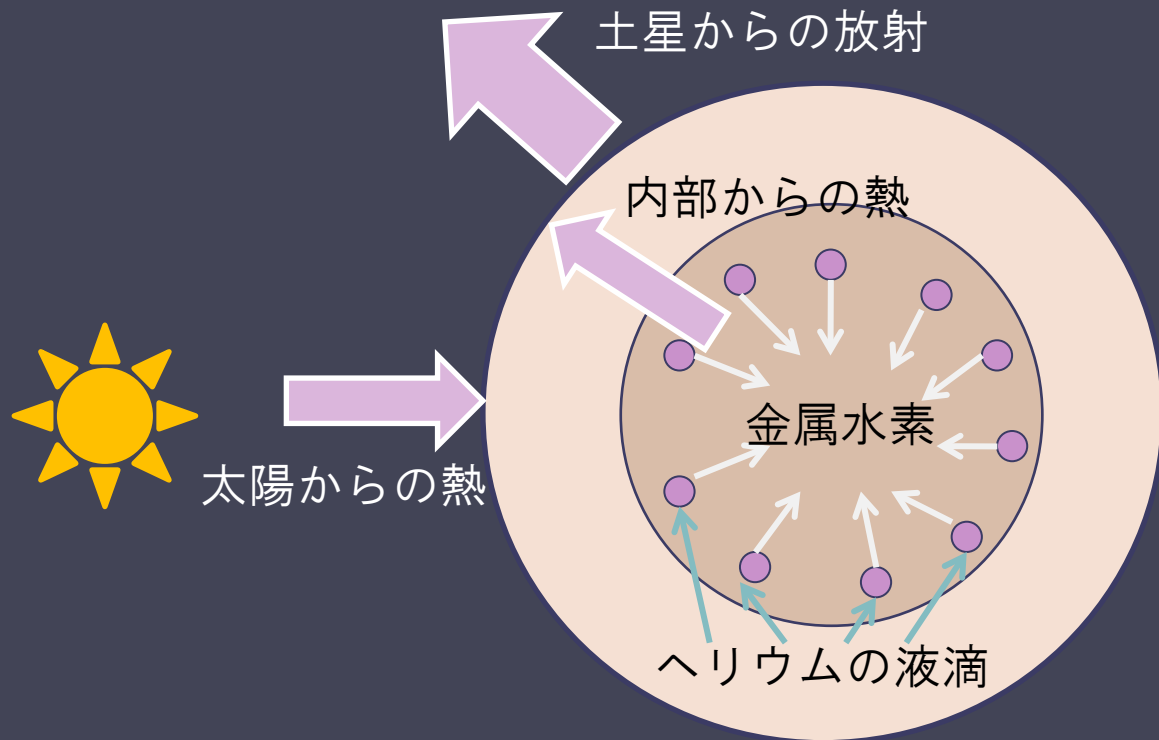 土星からの放射
内部からの熱
金属水素
太陽からの熱
ヘリウムの液滴